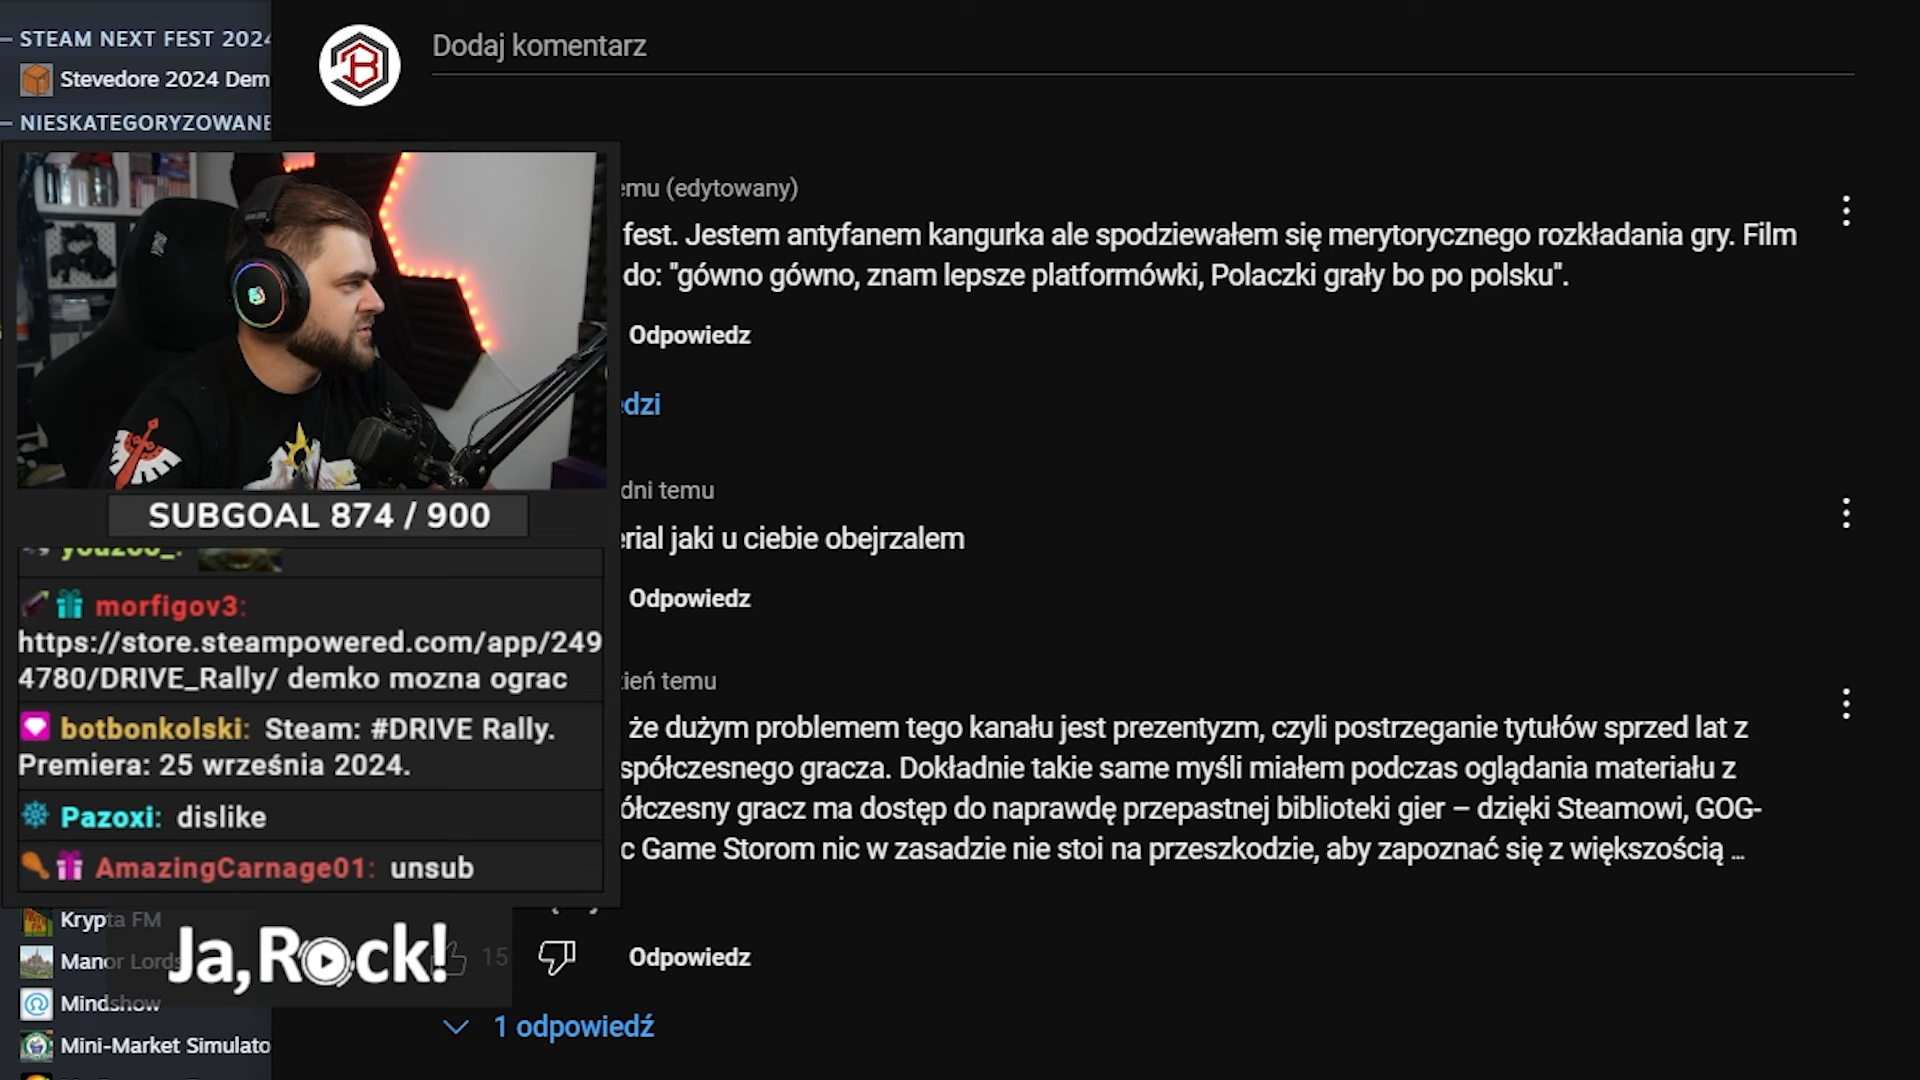 STEAM NEXT FEST 2024
Stevedore 2024 Dem
NIESKATEGORYZOWANE
Dodaj komentarz
temu (edytowany)
fest. Jestem antyfanem kangurka ale spodziewałem się merytorycznego rozkładania gry. Film
do: "gówno gówno, znam lepsze platformówki, Polaczki grały bo po polsku".
Odpowiedz
dni temu
jaki u ciebie obejrzalem
Odpowiedz
temu
że dużym problemem tego kanału jest prezentyzm, czyli postrzeganie tytułów sprzed lat z
spółczesnego gracza. Dokładnie takie same myśli miałem podczas oglądania materiału z
ółczesny gracz ma dostęp do naprawdę przepastnej biblioteki gier – dzięki Steamowi, GOG-
c Game Storom nic w zasadzie nie stoi na przeszkodzie, aby zapoznać się z większością ...
15
Odpowiedz
1 odpowiedź
SUBGOAL 874 / 900
morfigov3:
https://store.steampowered.com/app/249
4780/DRIVE_Rally/ demko mozna ograc
botbonkolski: Steam: #DRIVE Rally.
Premiera: 25 września 2024.
Pazoxi: dislike
AmazingCarnage01: unsub
Krypta FM
Manor Lords
Ja, Rock!
Mindshow
Mini-Market Simulato